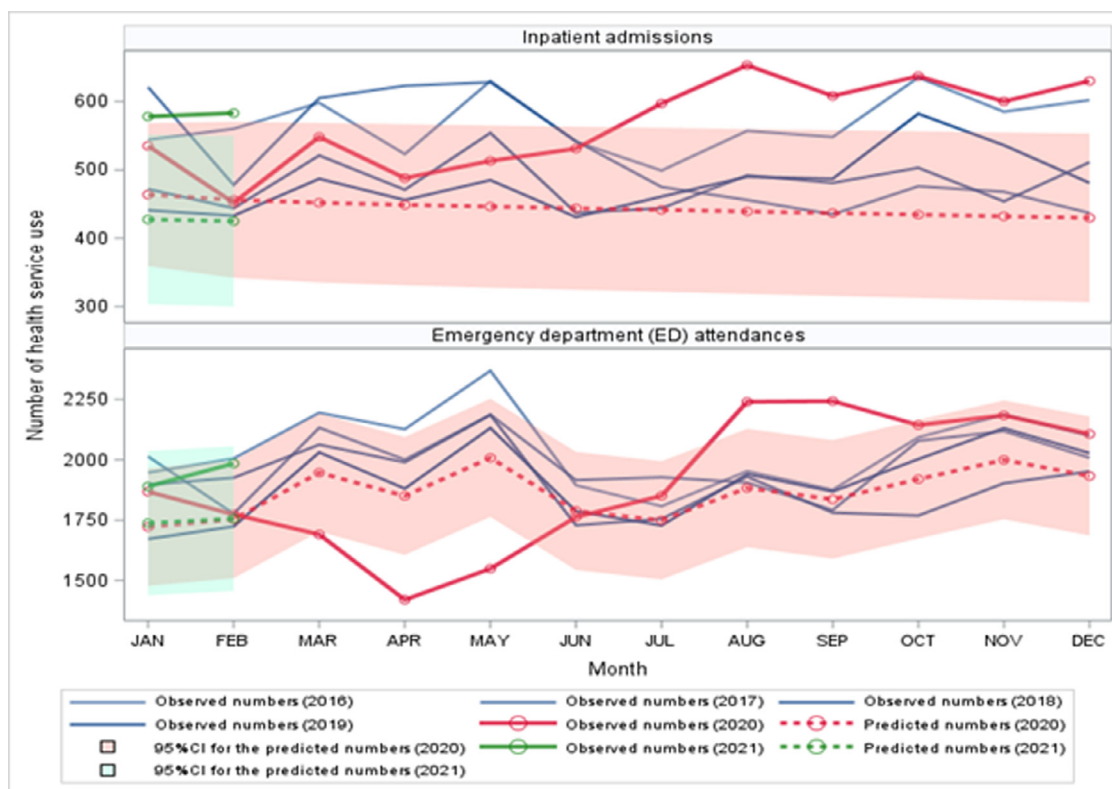 Inpatient admissions
600
500
400
300
Number of health service use
Emergency department (ED) attendances
2250
2000
1750
1500
JAN FEB MAR APR MAY JUN JUL AUG SEP OCT NOV DEC
Month
Observed numbers (2016) Observed numbers (2017) Observed numbers (2018)
Observed numbers (2019) Observed numbers (2020) Predicted numbers (2020)
95%CI for the predicted numbers (2020) Observed numbers (2021) Predicted numbers (2021)
95%CI for the predicted numbers (2021)